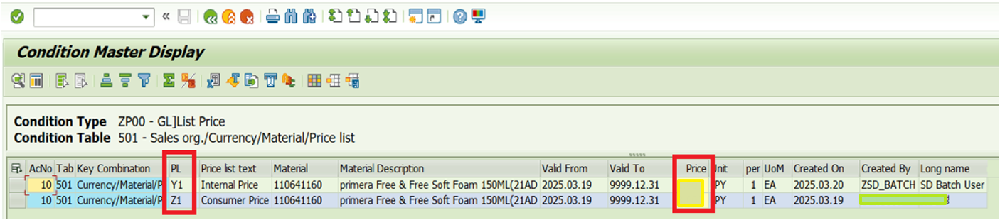 Condition Master Display
Condition Type ZP00 - GL]List Price
Condition Table 501 - Sales org./Currency/Material/Price list
AcNo Tab Key Combination PL Price list text Material Material Description Valid From Valid To Price Unit per UoM Created On Created By Long name
10 501 Currency/Material/P Y1 Internal Price 110641160 primera Free & Free Soft Foam 150ML(21AD 2025.03.19 9999.12.31 PY 1 EA 2025.03.20 ZSD_BATCH SD Batch User
10 501 Currency/Material/P Z1 Consumer Price 110641160 primera Free & Free Soft Foam 150ML(21AD 2025.03.19 9999.12.31 PY 1 EA 2025.03.19